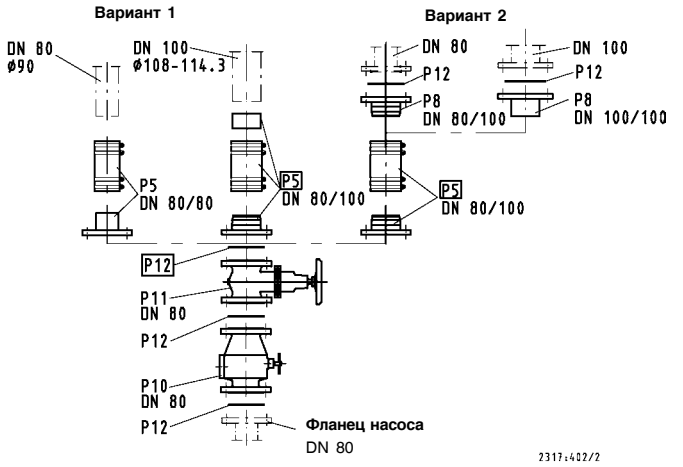 Вариант 1
Вариант 2
DN 80
ø90
DN 100
ø108-114.3
DN 80
P12
P8
DN 80/100
DN 100
P12
P8
DN 100/100
P5
DN 80/80
P5
DN 80/100
P5
DN 80/100
P12
P11
DN 80
P12
P10
DN 80
P12
Фланец насоса
DN 80
2317:402/2